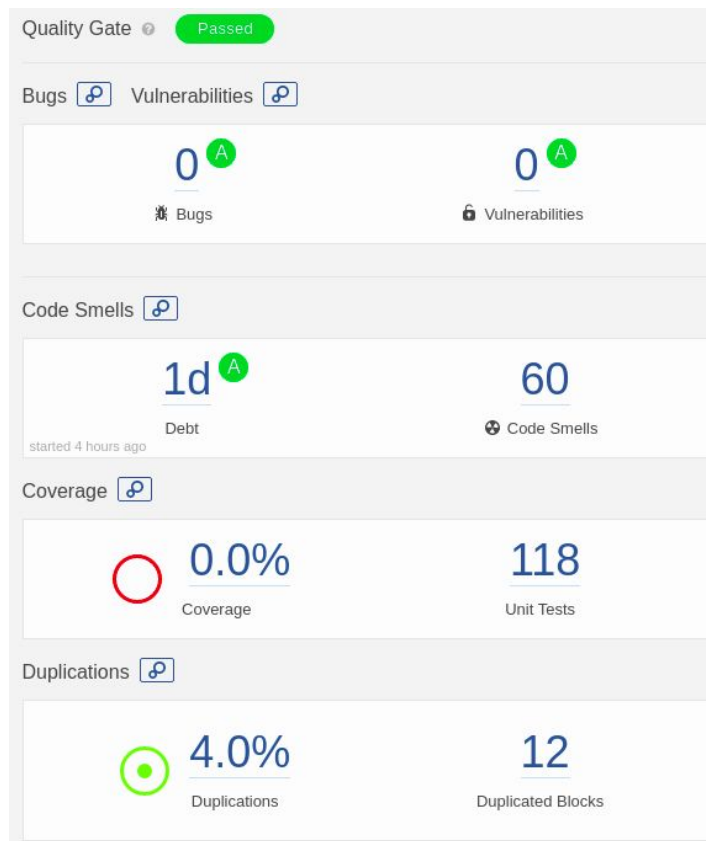 Quality Gate ? Passed
Bugs Vulnerabilities
0 A 0 A
Bugs Vulnerabilities
Code Smells
1d A 60
Debt Code Smells
started 4 hours ago
Coverage
0.0% 118
Coverage Unit Tests
Duplications
4.0% 12
Duplications Duplicated Blocks